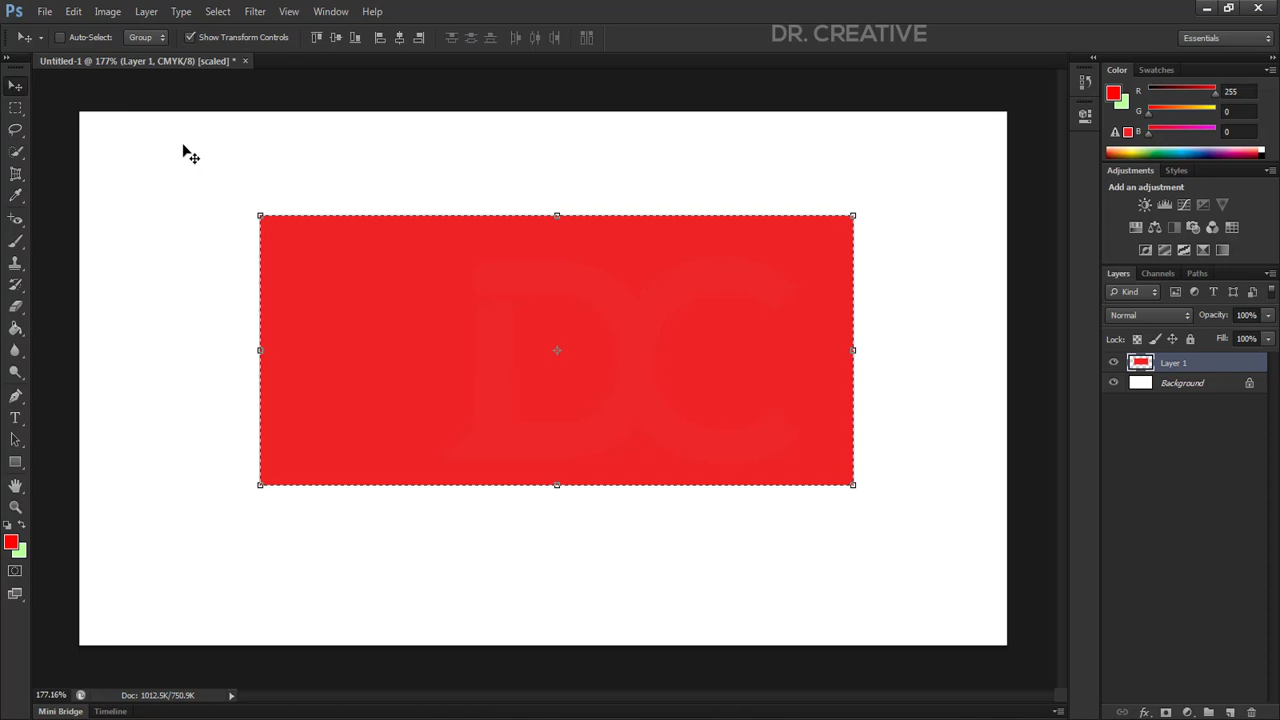 Ps File Edit Image Layer Type Select Filter View Window Help
Auto-Select: Group Show Transform Controls DR. CREATIVE Essentials
Untitled-1 @ 177% (Layer 1, CMYK/8) [scaled] * ×
Color Swatches
R 255
G 0
B 0
Adjustments Styles
Add an adjustment
Layers Channels Paths
Kind
Normal Opacity: 100%
Lock: Fill: 100%
Layer 1
Background
DC
177.16% Doc: 1012.5K/750.9K
Mini Bridge Timeline